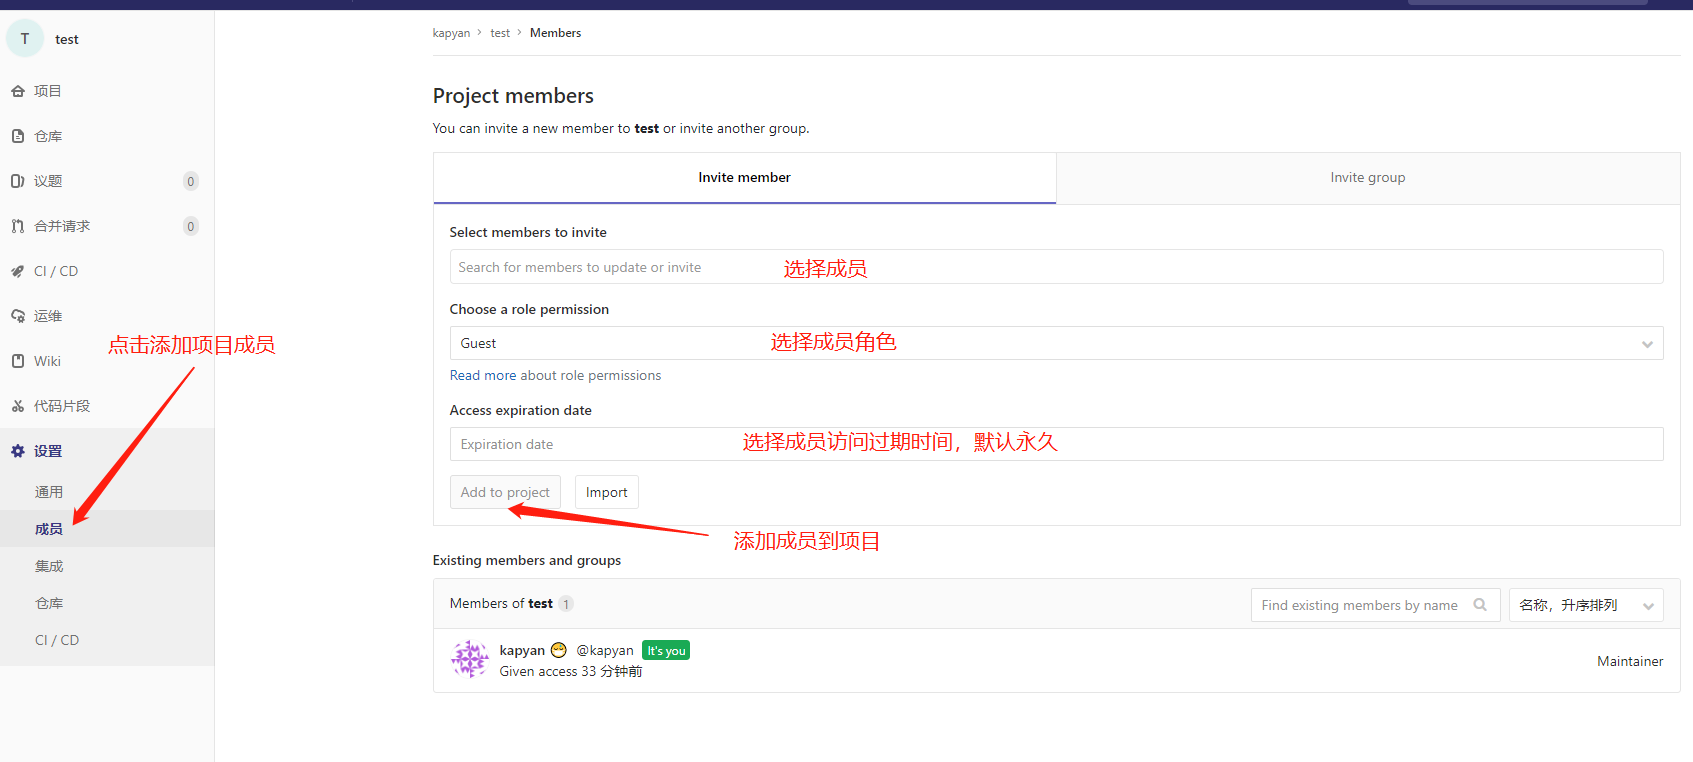 T test
项目
仓库
议题 0
合并请求 0
CI / CD
运维
Wiki
代码片段
设置
通用
成员
集成
仓库
CI / CD
点击添加项目成员
kapyan › test › Members
Project members
You can invite a new member to test or invite another group.
Invite member
Invite group
Select members to invite
Search for members to update or invite 选择成员
Choose a role permission
Guest 选择成员角色
Read more about role permissions
Access expiration date
Expiration date 选择成员访问过期时间，默认永久
Add to project Import
添加成员到项目
Existing members and groups
Members of test 1 Find existing members by name 名称，升序排列
kapyan @kapyan It's you
Given access 33 分钟前
Maintainer